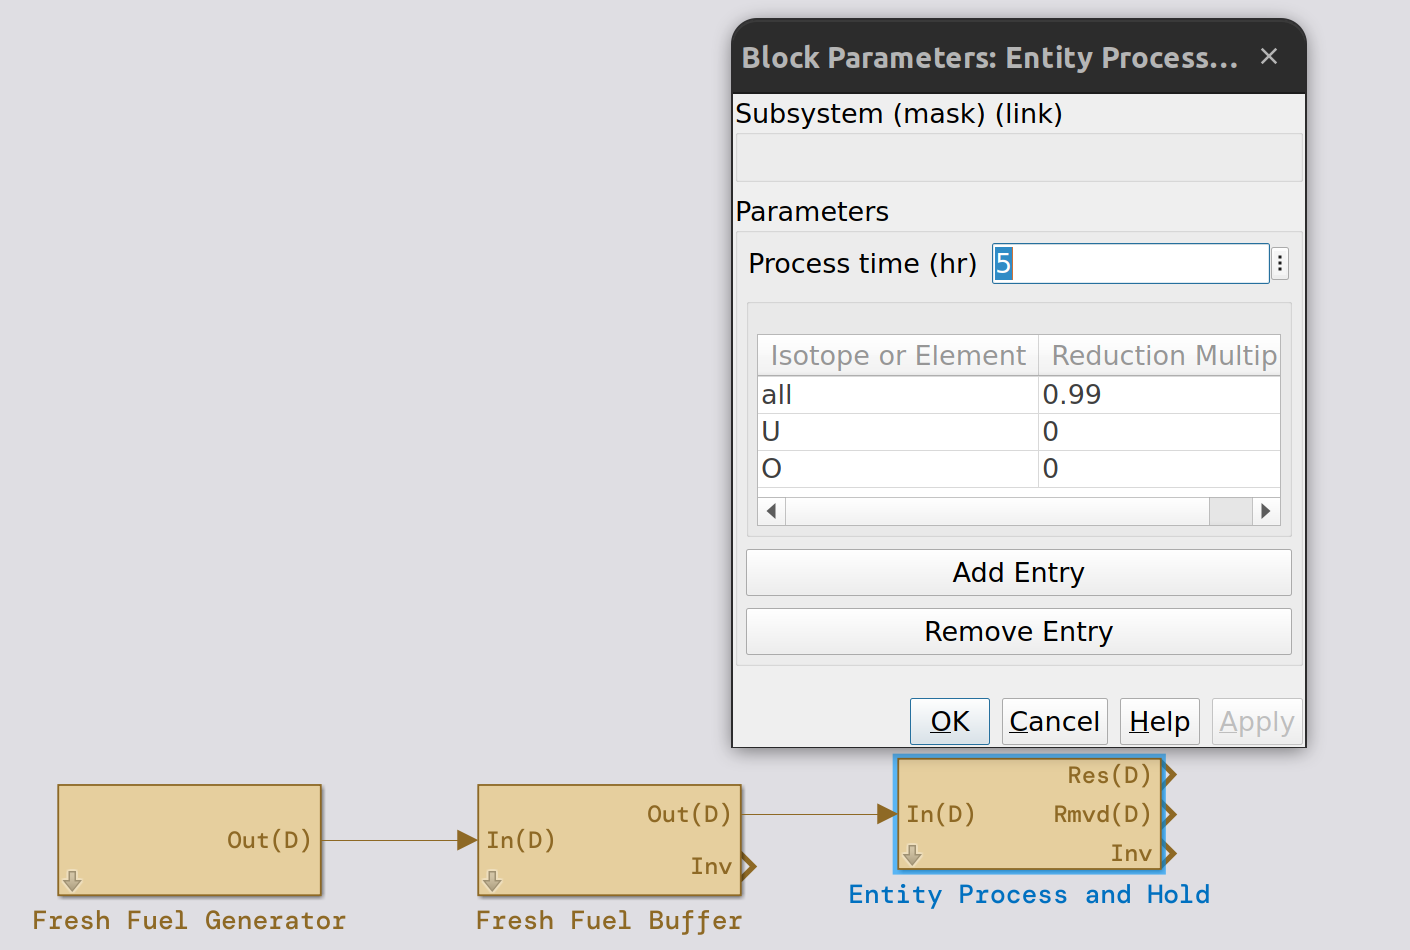 Block Parameters: Entity Process...
Subsystem (mask) (link)
Parameters
Process time (hr) 5
Isotope or Element Reduction Multip
all 0.99
U 0
O 0
Add Entry
Remove Entry
OK Cancel Help Apply
Out(D)
Fresh Fuel Generator
In(D) Out(D)
Inv
Fresh Fuel Buffer
Res(D)
In(D) Rmvd(D)
Inv
Entity Process and Hold